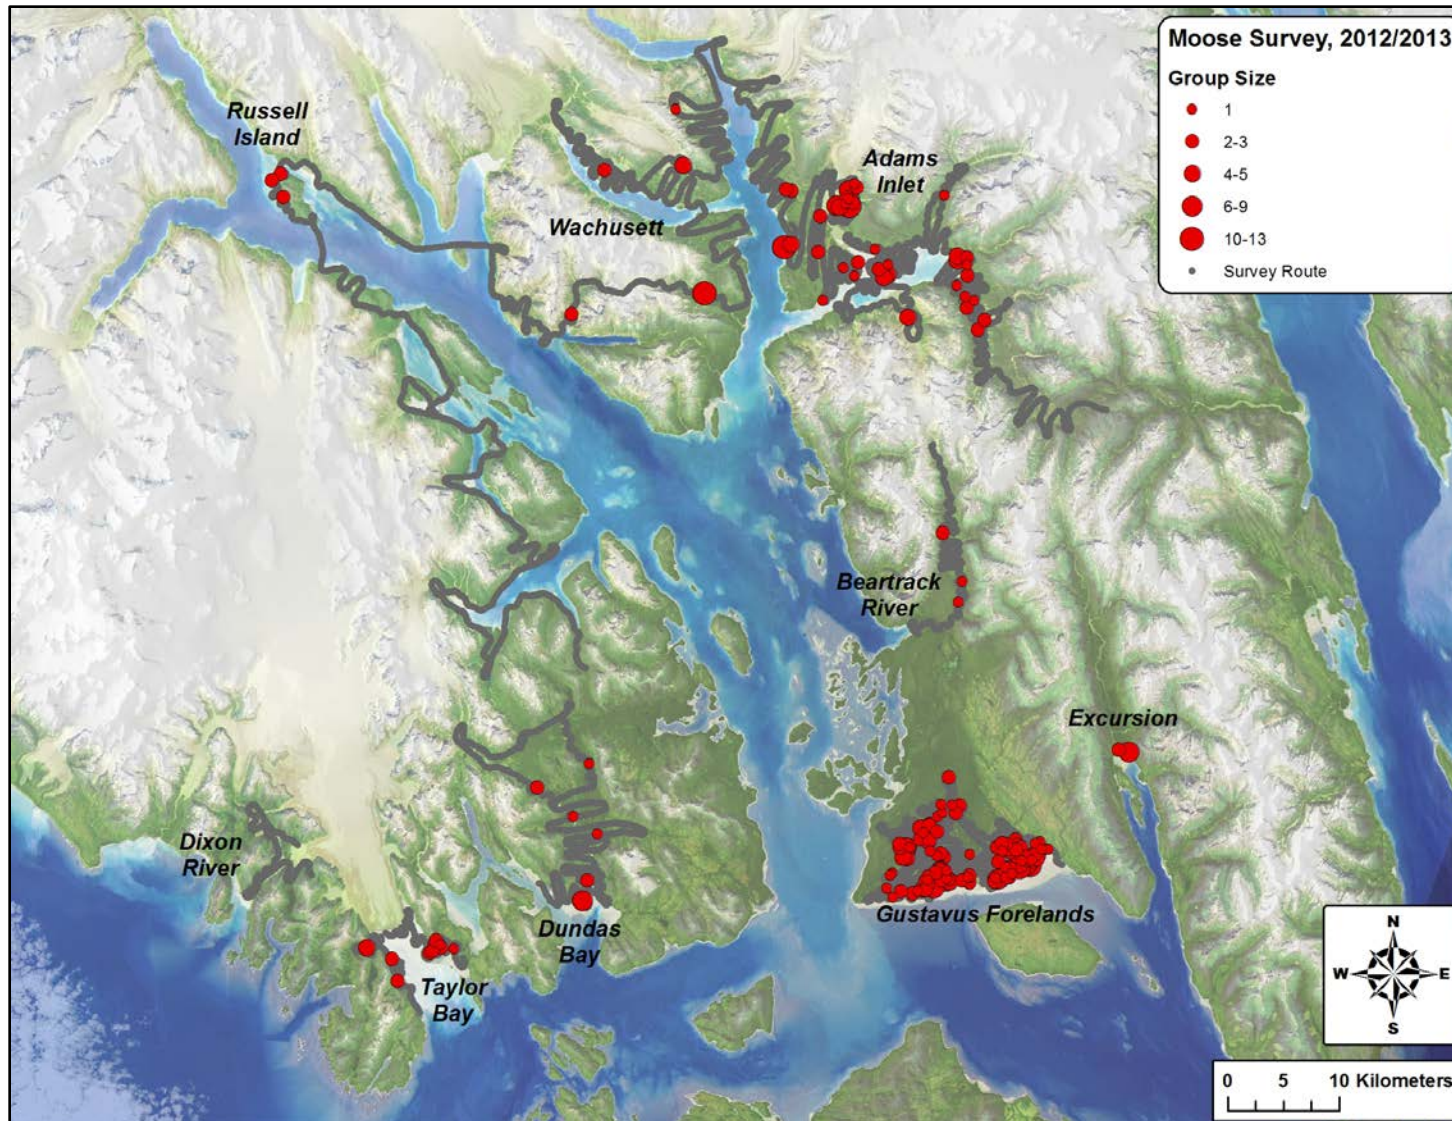 Moose Survey, 2012/2013
Group Size
1
2-3
4-5
6-9
10-13
Survey Route
Russell
Island
Adams
Inlet
Wachusett
Beartrack
River
Excursion
Dixon
River
Gustavus Forelands
Dundas
Bay
Taylor
Bay
N
W
E
S
0 5 10 Kilometers